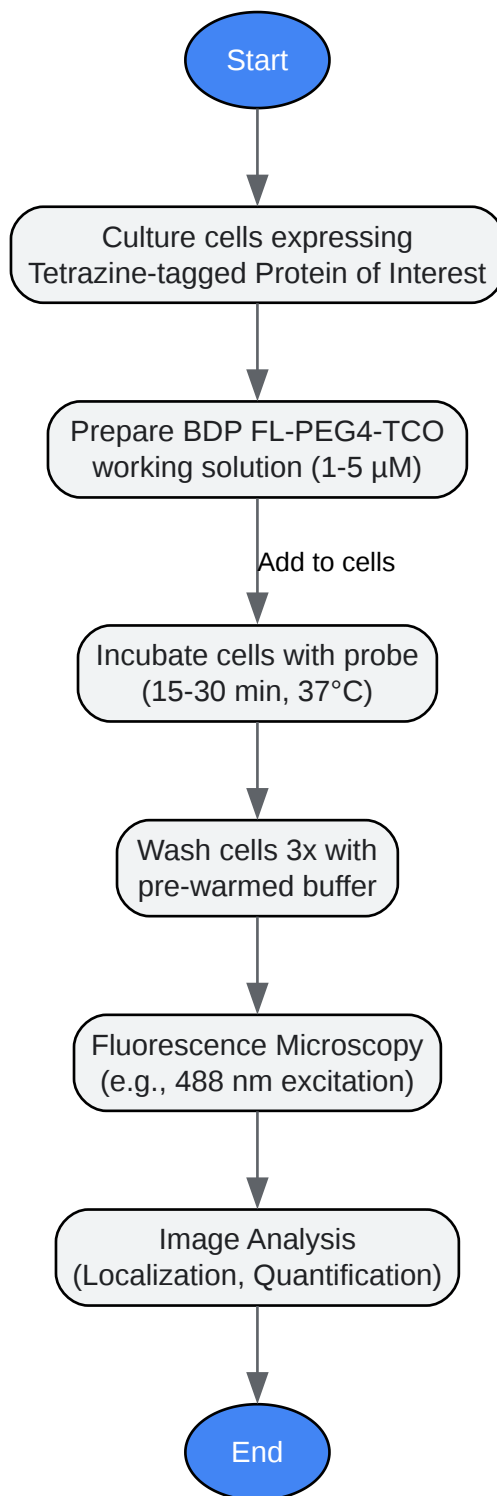 Start
Culture cells expressing
Tetrazine-tagged Protein of Interest
Prepare BDP FL-PEG4-TCO
working solution (1-5 µM)
Add to cells
Incubate cells with probe
(15-30 min, 37°C)
Wash cells 3x with
pre-warmed buffer
Fluorescence Microscopy
(e.g., 488 nm excitation)
Image Analysis
(Localization, Quantification)
End